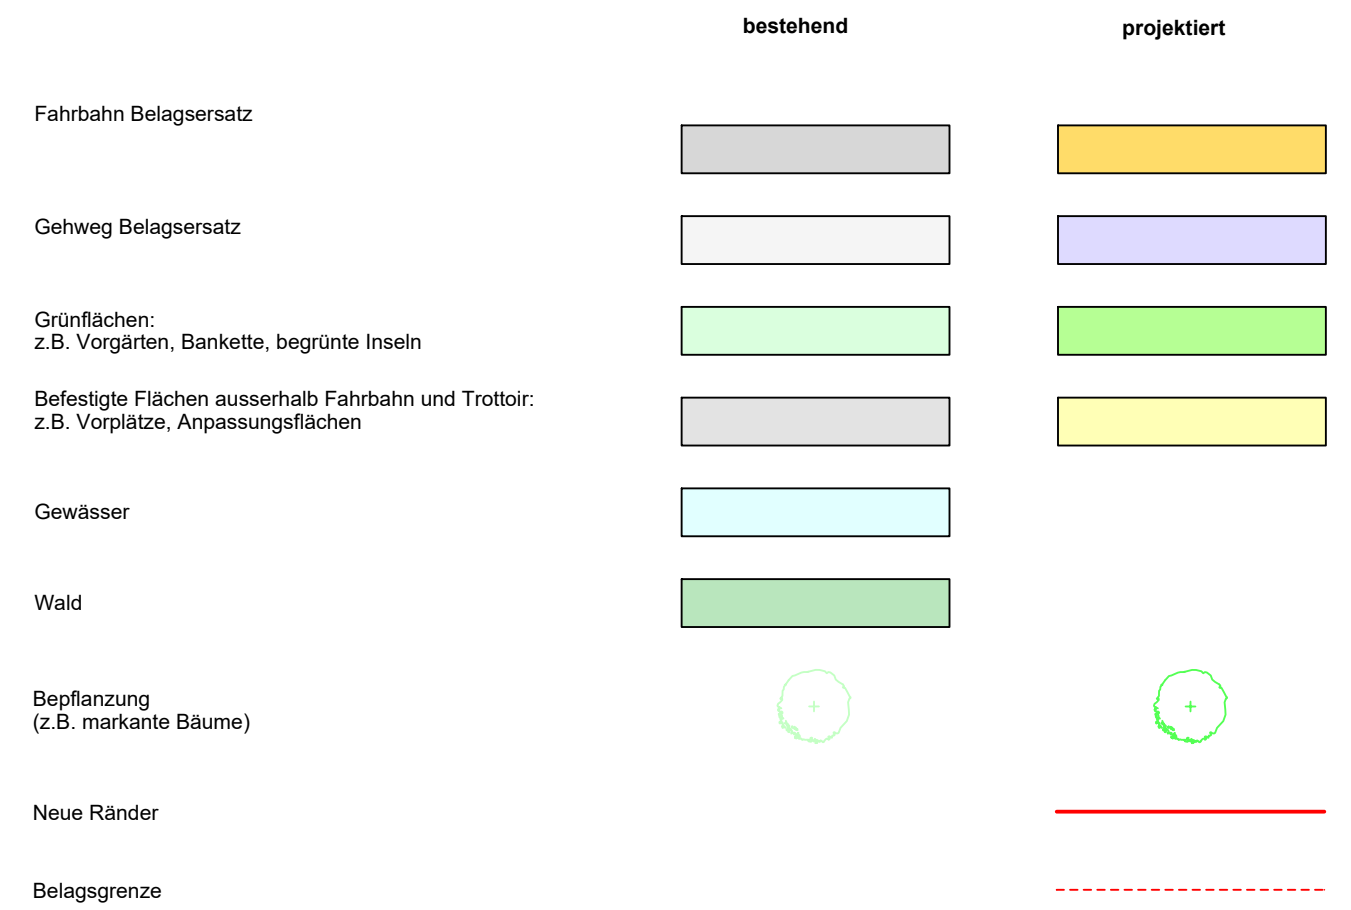 bestehend
projektiert
Fahrbahn Belagsersatz
Gehweg Belagsersatz
Grünflächen:
z.B. Vorgärten, Bankette, begrünte Inseln
Befestigte Flächen ausserhalb Fahrbahn und Trottoir:
z.B. Vorplätze, Anpassungsflächen
Gewässer
Wald
Bepflanzung
(z.B. markante Bäume)
Neue Ränder
Belagsgrenze